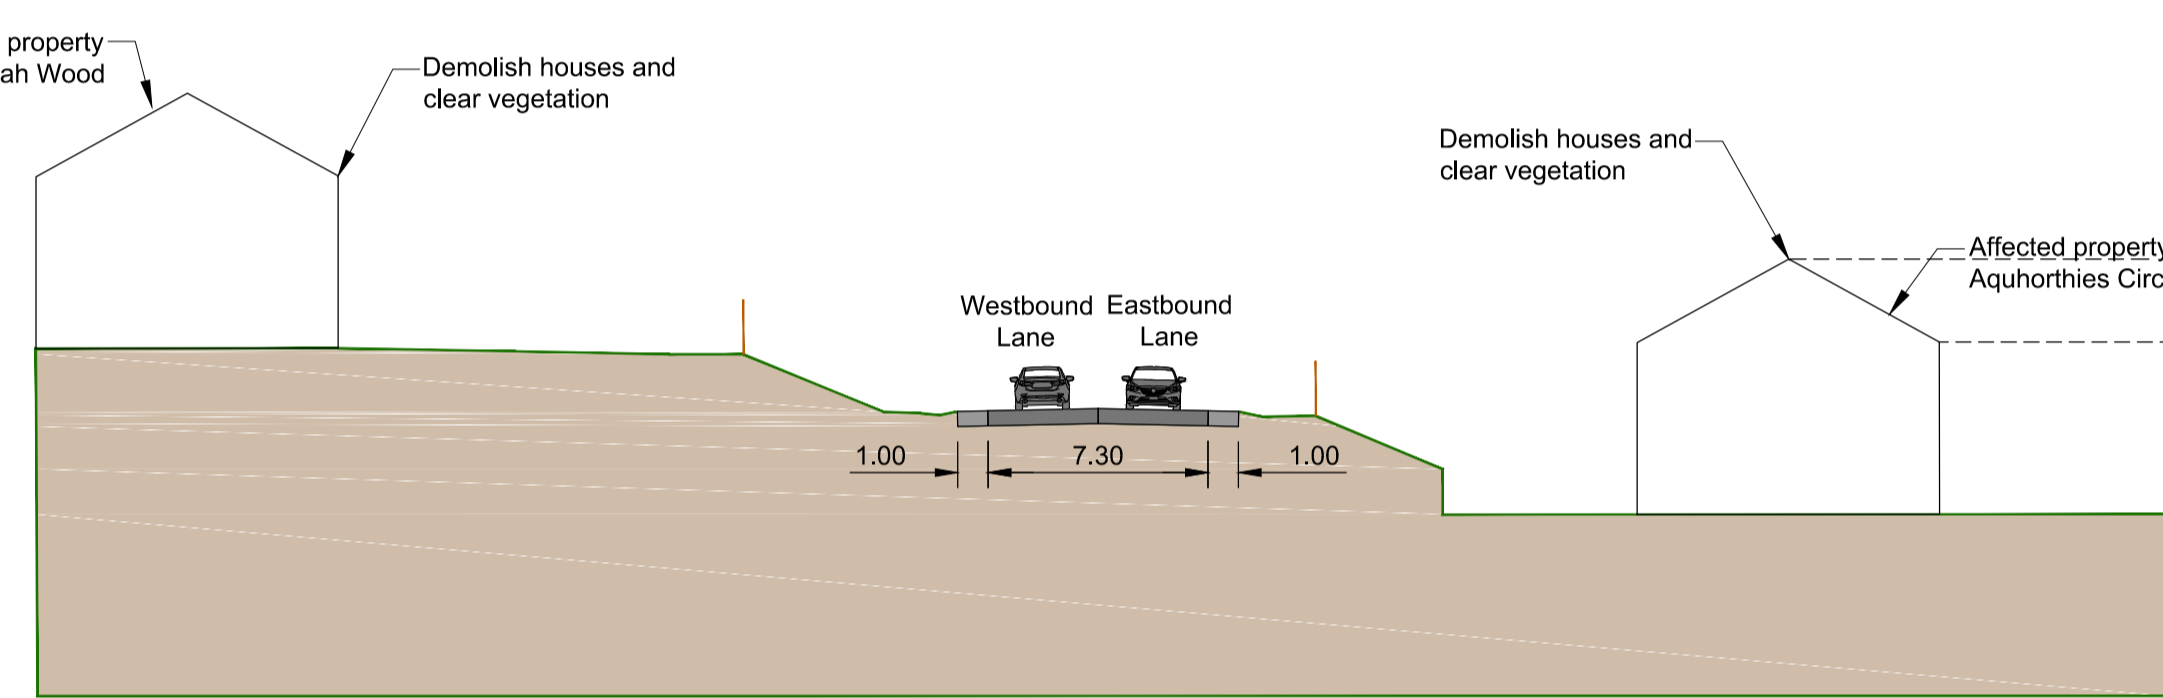 property
ah Wood
Demolish houses and
clear vegetation
Demolish houses and
clear vegetation
Affected property
Aquhorthies Circ
Westbound
Lane
Eastbound
Lane
1.00
7.30
1.00